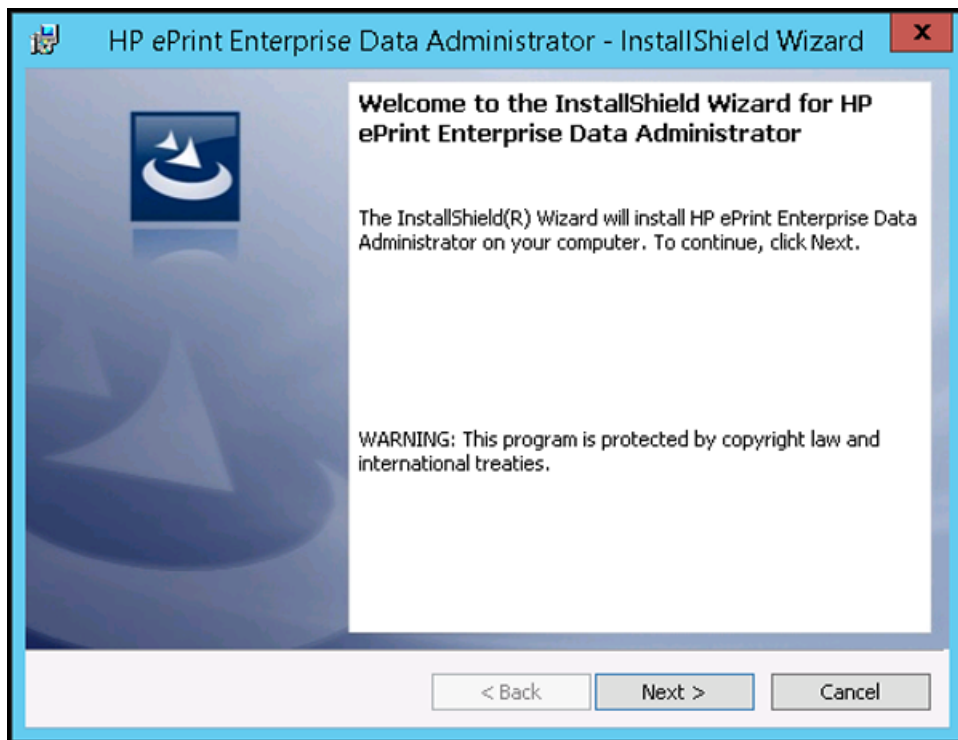 HP ePrint Enterprise Data Administrator - InstallShield Wizard
x
Welcome to the InstallShield Wizard for HP
ePrint Enterprise Data Administrator
The InstallShield(R) Wizard will install HP ePrint Enterprise Data
Administrator on your computer. To continue, click Next.
WARNING: This program is protected by copyright law and
international treaties.
< Back
Next >
Cancel